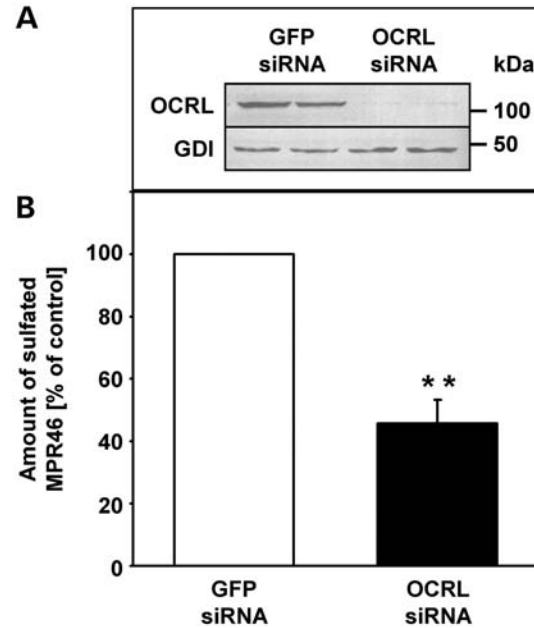 A
GFP
siRNA
OCRL
siRNA
kDa
OCRL
100
GDI
50
B
Amount of sulfated
MPR46 [% of control]
100
80
60
40
20
0
**
GFP
siRNA
OCRL
siRNA